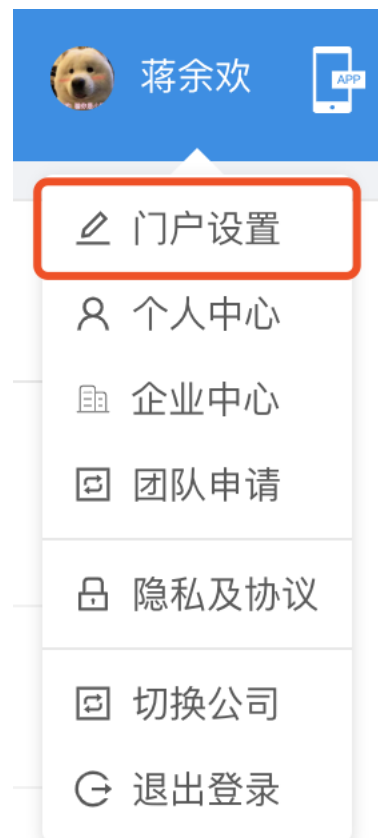 蒋余欢
APP
门户设置
个人中心
企业中心
团队申请
隐私及协议
切换公司
退出登录